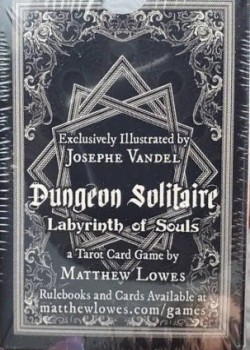 Exclusively Illustrated by
Josephe Vandel
Dungeon Solitaire
Labyrinth of Souls
a Tarot Card Game by
Matthew Lowes
Rulebooks and Cards Available at
matthewlowes.com/games